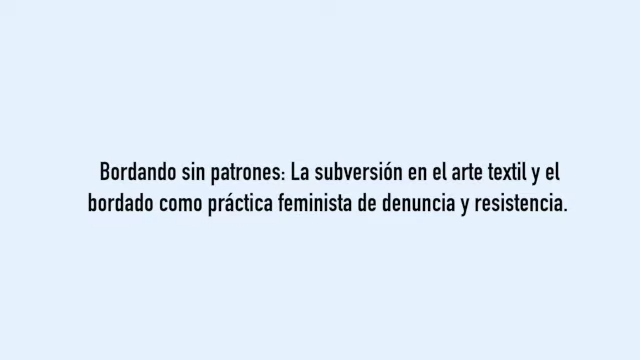 Bordando sin patrones: La subversión en el arte textil y el
bordado como práctica feminista de denuncia y resistencia.